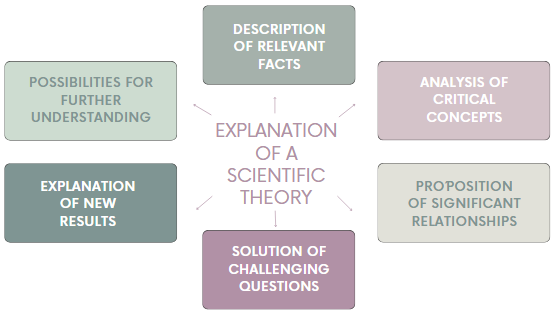 DESCRIPTION
OF RELEVANT
FACTS
POSSIBILITIES FOR
FURTHER
UNDERSTANDING
ANALYSIS OF
CRITICAL
CONCEPTS
EXPLANATION
OF A
SCIENTIFIC
THEORY
EXPLANATION
OF NEW
RESULTS
PROPOSITION
OF SIGNIFICANT
RELATIONSHIPS
SOLUTION OF
CHALLENGING
QUESTIONS